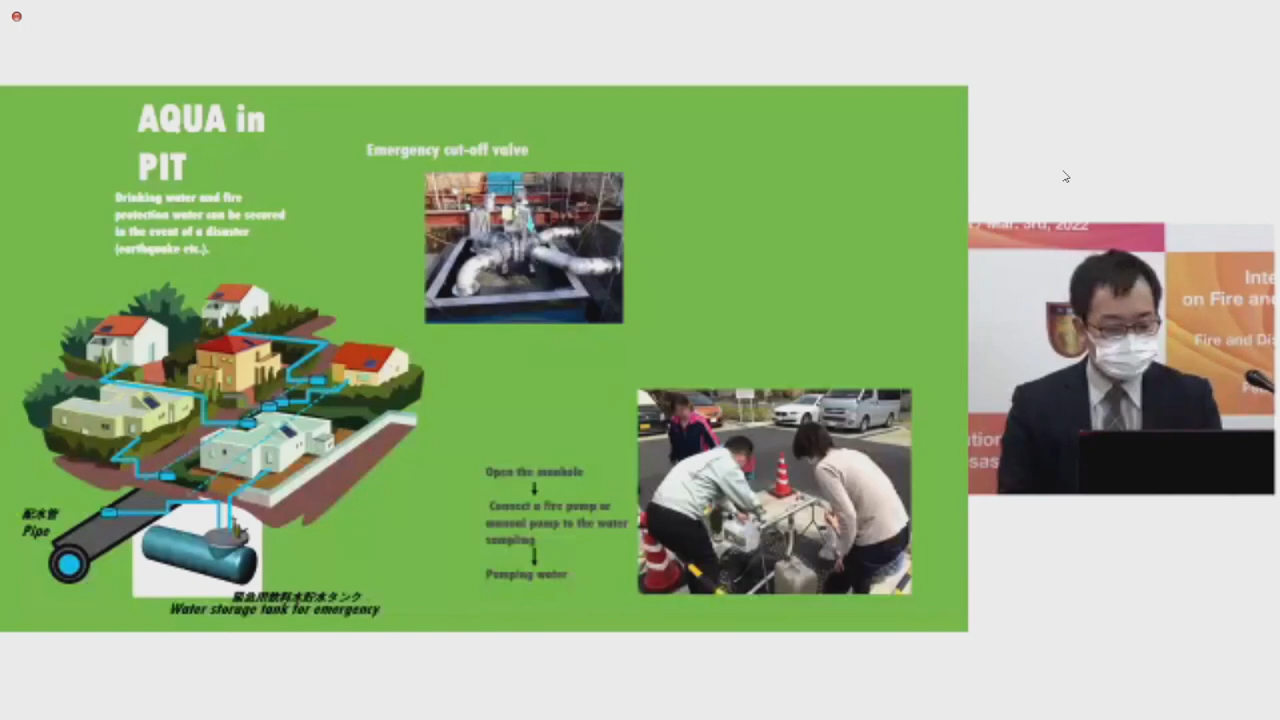 AQUA in
PIT
Drinking water and fire
protection water can be secured
in the event of a disaster
(earthquake etc.).
Emergency cut-off valve
配水管
Pipe
緊急用飲料水貯水タンク
Water storage tank for emergency
Open the manhole
Connect a fire pump or
manual pump to the water
sampling
Pumping water
Mar. 3rd, 2022
Inte
on Fire and
Fire and Dis